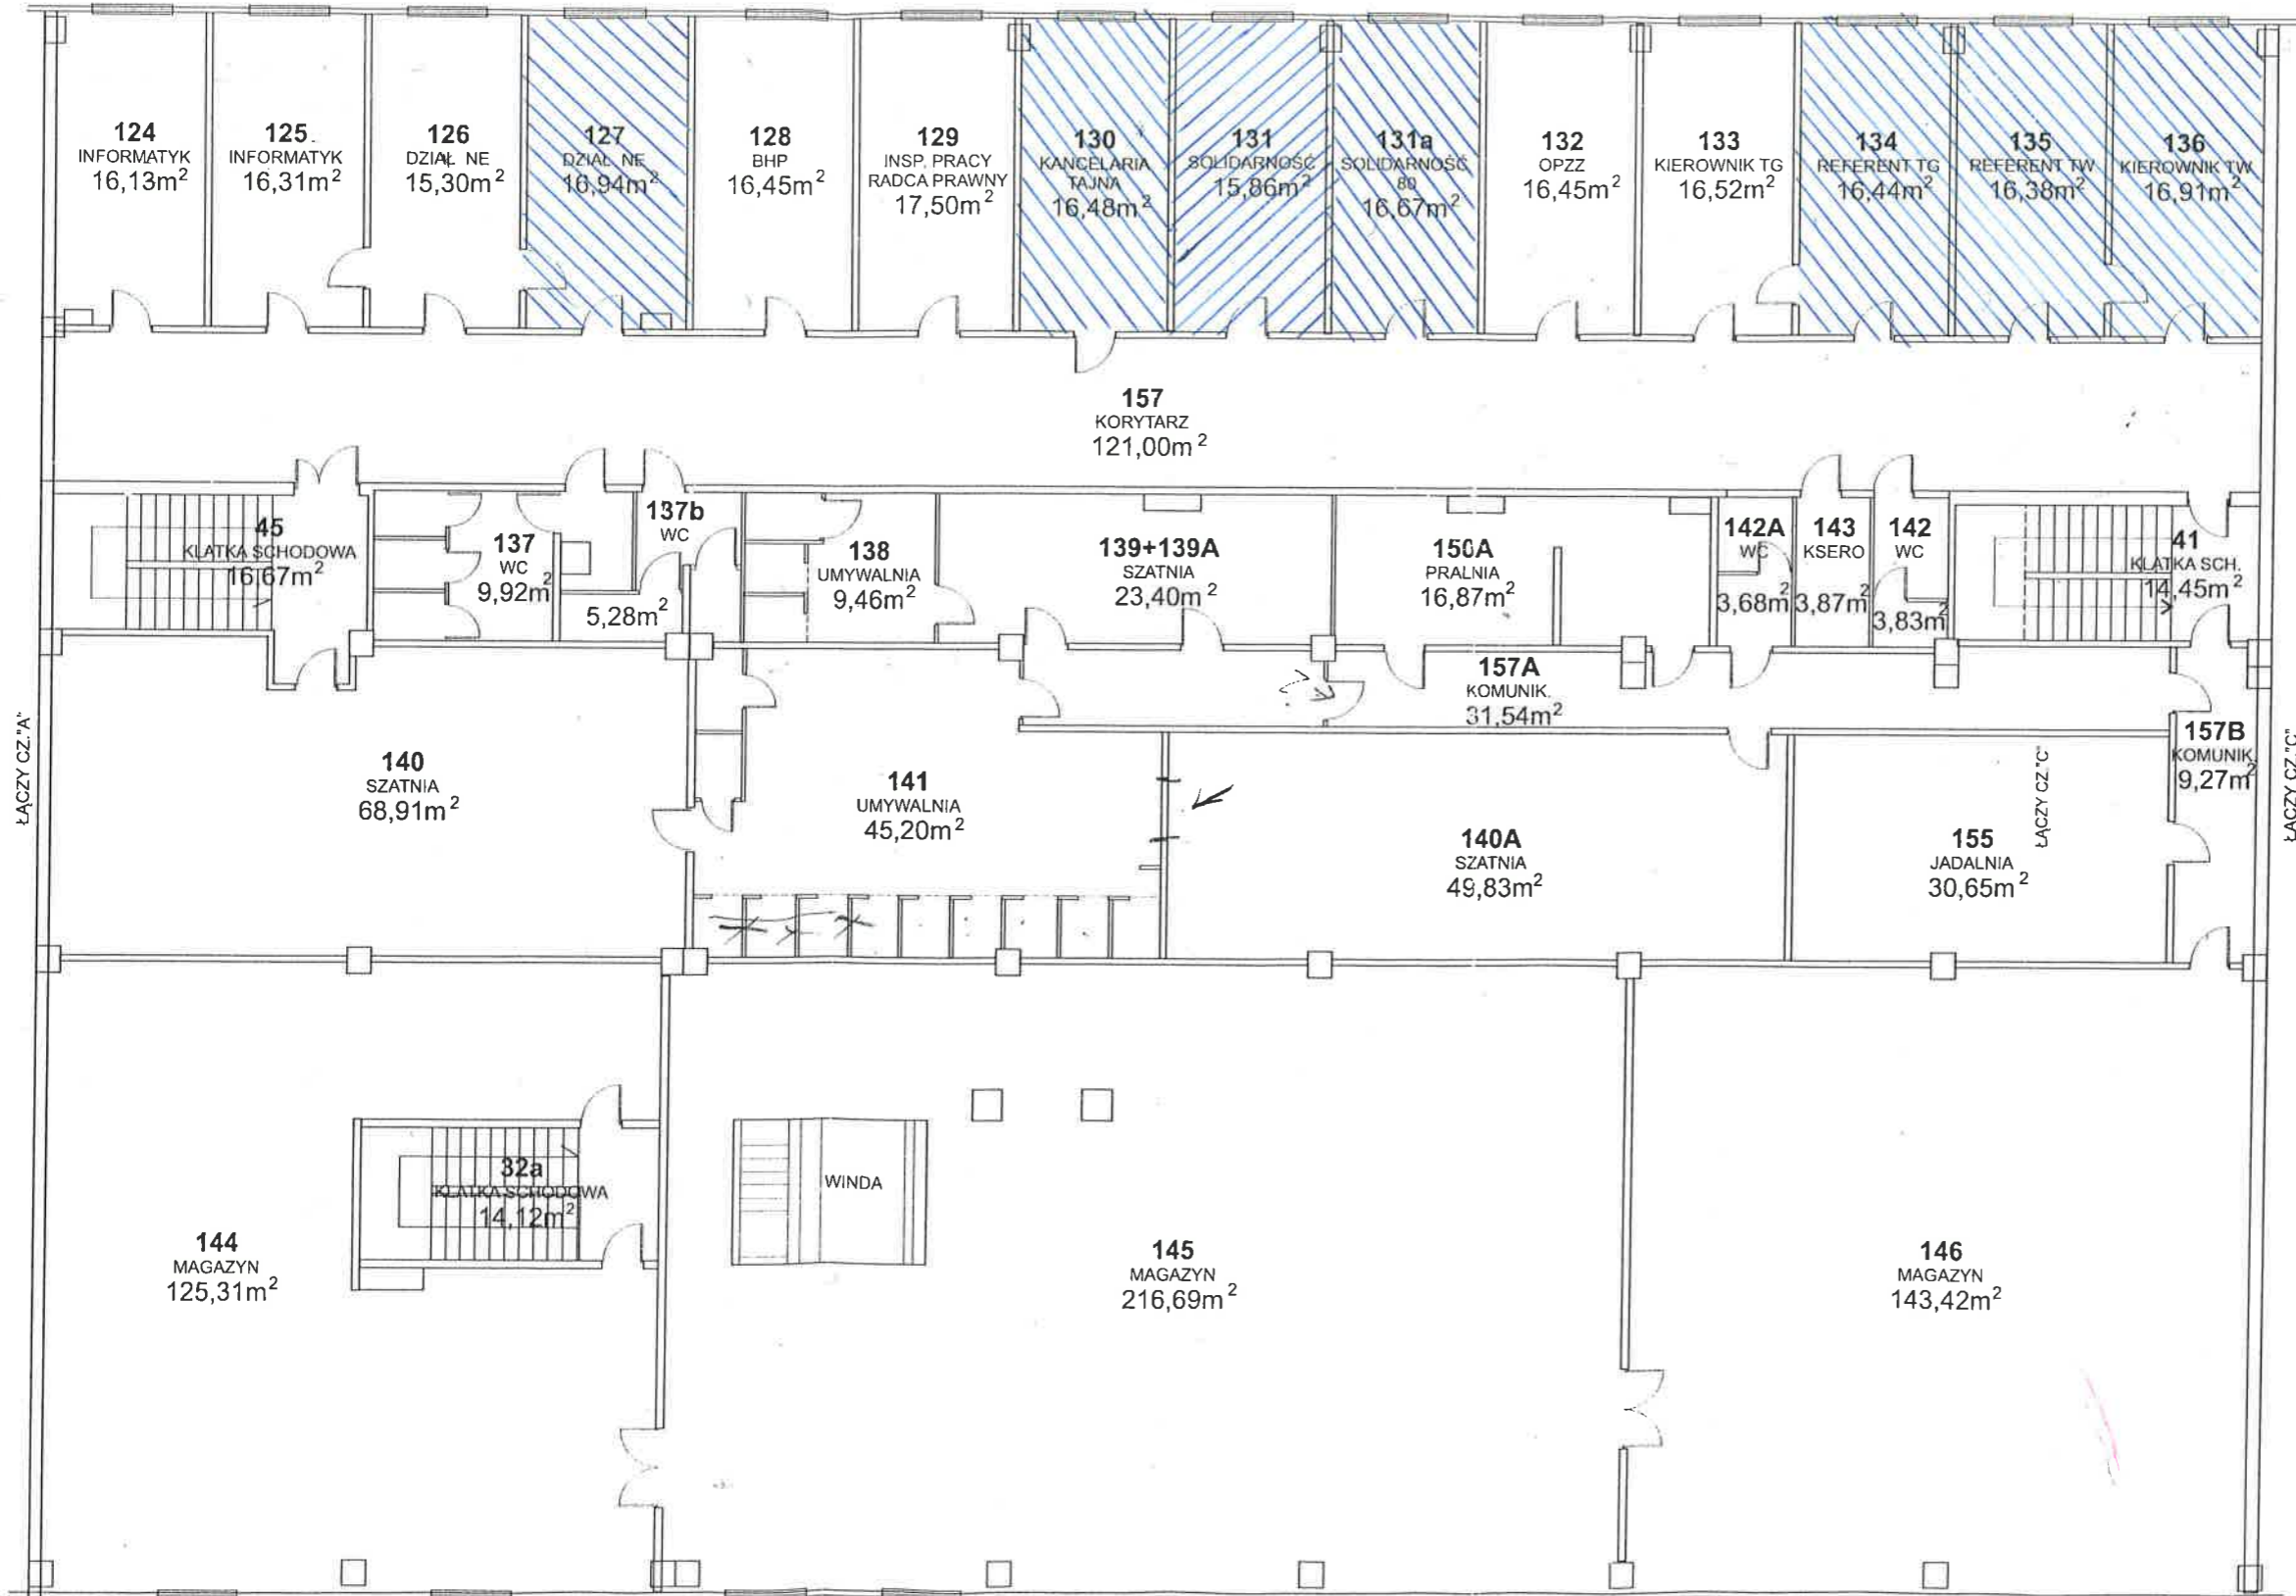 124
INFORMATYK
16,13m²
125
INFORMATYK
16,31m²
126
DZIAŁ NE
15,30m²
127
DZIAŁ NE
16,94m²
128
BHP
16,45m²
129
INSP. PRACY
RADCA PRAWNY
17,50m²
130
KANCELARIA
TAJNA
16,48m²
131
SOLIDARNOŚĆ
15,86m²
131a
SOLIDARNOŚĆ
80
16,67m²
132
OPZZ
16,45m²
133
KIEROWNIK TG
16,52m²
134
REFERENT TG
16,44m²
135
REFERENT TW
16,38m²
136
KIEROWNIK TW
16,91m²
157
KORYTARZ
121,00m²
45
KLATKA SCHODOWA
16,67m²
137
WC
9,92m²
137b
WC
5,28m²
138
UMYWALNIA
9,46m²
139+139A
SZATNIA
23,40m²
150A
PRALNIA
16,87m²
142A
WC
3,68m²
143
KSERO
3,87m²
142
WC
3,83m²
41
KLATKA SCH.
14,45m²
157A
KOMUNIK.
31,54m²
157B
KOMUNIK.
9,27m²
ŁĄCZY CZ."A"
140
SZATNIA
68,91m²
141
UMYWALNIA
45,20m²
140A
SZATNIA
49,83m²
155
JADALNIA
30,65m²
ŁĄCZY CZ."C"
ŁĄCZY CZ."C"
32a
KLATKA SCHODOWA
14,12m²
WINDA
144
MAGAZYN
125,31m²
145
MAGAZYN
216,69m²
146
MAGAZYN
143,42m²